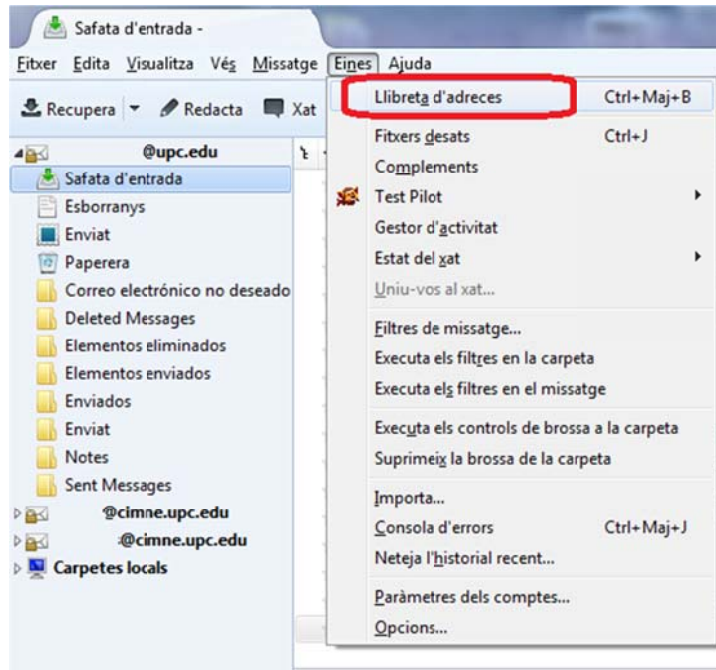 Safata d'entrada -
Fitxer Edita Visualitza Vés Missatge Eines Ajuda
Recupera Redacta Xat
@upc.edu
Safata d'entrada
Esborranys
Enviat
Paperera
Correo electrónico no deseado
Deleted Messages
Elementos eliminados
Elementos enviados
Enviados
Enviat
Notes
Sent Messages
@cimne.upc.edu
@cimne.upc.edu
Carpetes locals
Llibreta d'adreces Ctrl+Maj+B
Fitxers desats Ctrl+J
Complements
Test Pilot
Gestor d'activitat
Estat del xat
Uniu-vos al xat...
Filtres de missatge...
Executa els filtres en la carpeta
Executa els filtres en el missatge
Executa els controls de brossa a la carpeta
Suprimeix la brossa de la carpeta
Importa...
Consola d'errors Ctrl+Maj+J
Neteja l'historial recent...
Paràmetres dels comptes...
Opcions...